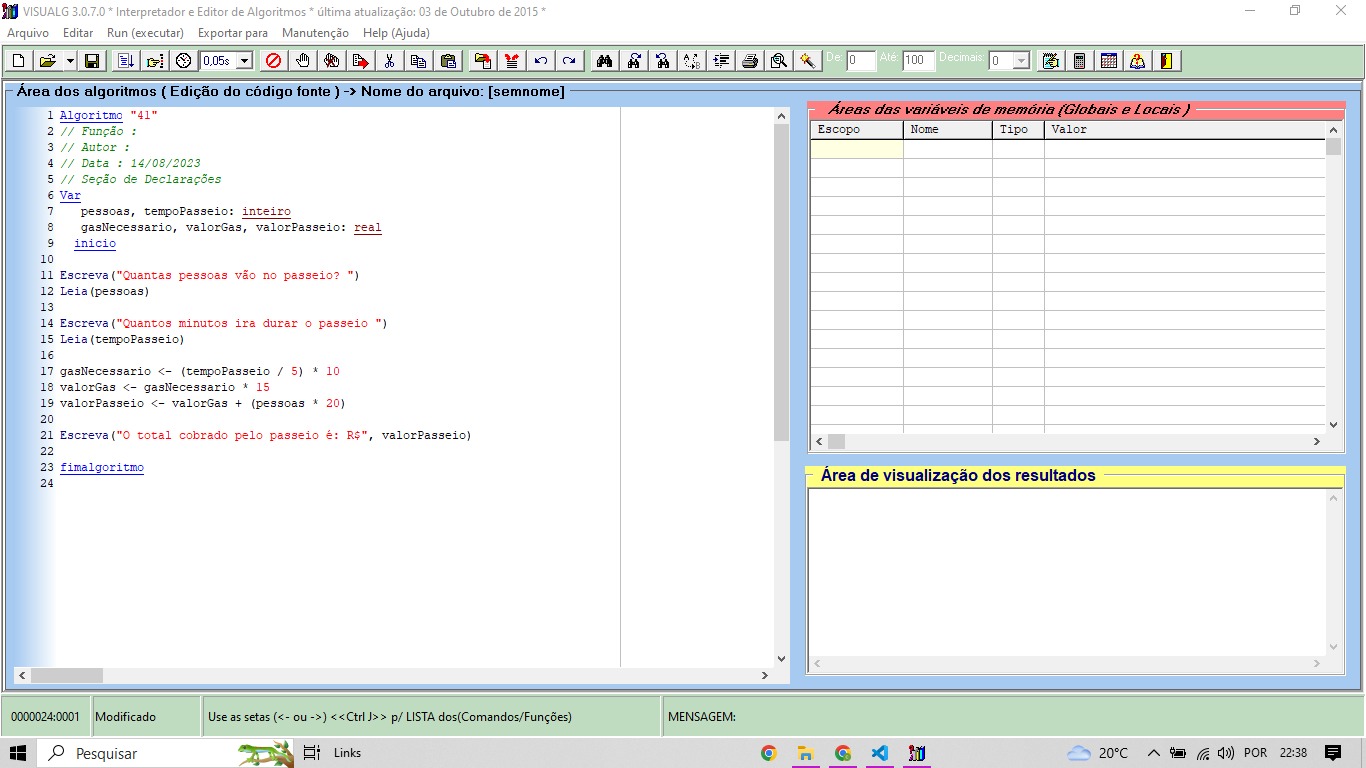 VISUALG 3.0.7.0 * Interpretador e Editor de Algoritmos * última atualização: 03 de Outubro de 2015 *
Arquivo Editar Run (executar) Exportar para Manutenção Help (Ajuda)
0,05s De: 0 Até: 100 Decimais: 0
Área dos algoritmos ( Edição do código fonte ) -> Nome do arquivo: [semnome]
1 Algoritmo "41"
2 // Função :
3 // Autor :
4 // Data : 14/08/2023
5 // Seção de Declarações
6 Var
7 pessoas, tempoPasseio: inteiro
8 gasNecessario, valorGas, valorPasseio: real
9 inicio
10
11 Escreva("Quantas pessoas vão no passeio? ")
12 Leia(pessoas)
13
14 Escreva("Quantos minutos ira durar o passeio ")
15 Leia(tempoPasseio)
16
17 gasNecessario <- (tempoPasseio / 5) * 10
18 valorGas <- gasNecessario * 15
19 valorPasseio <- valorGas + (pessoas * 20)
20
21 Escreva("O total cobrado pelo passeio é: R$", valorPasseio)
22
23 fimalgoritmo
24
Áreas das variáveis de memória (Globais e Locais )
Escopo Nome Tipo Valor
Área de visualização dos resultados
0000024:0001 Modificado Use as setas (<- ou ->) <<Ctrl J>> p/ LISTA dos(Comandos/Funções) MENSAGEM:
Pesquisar Links 20°C POR 22:38